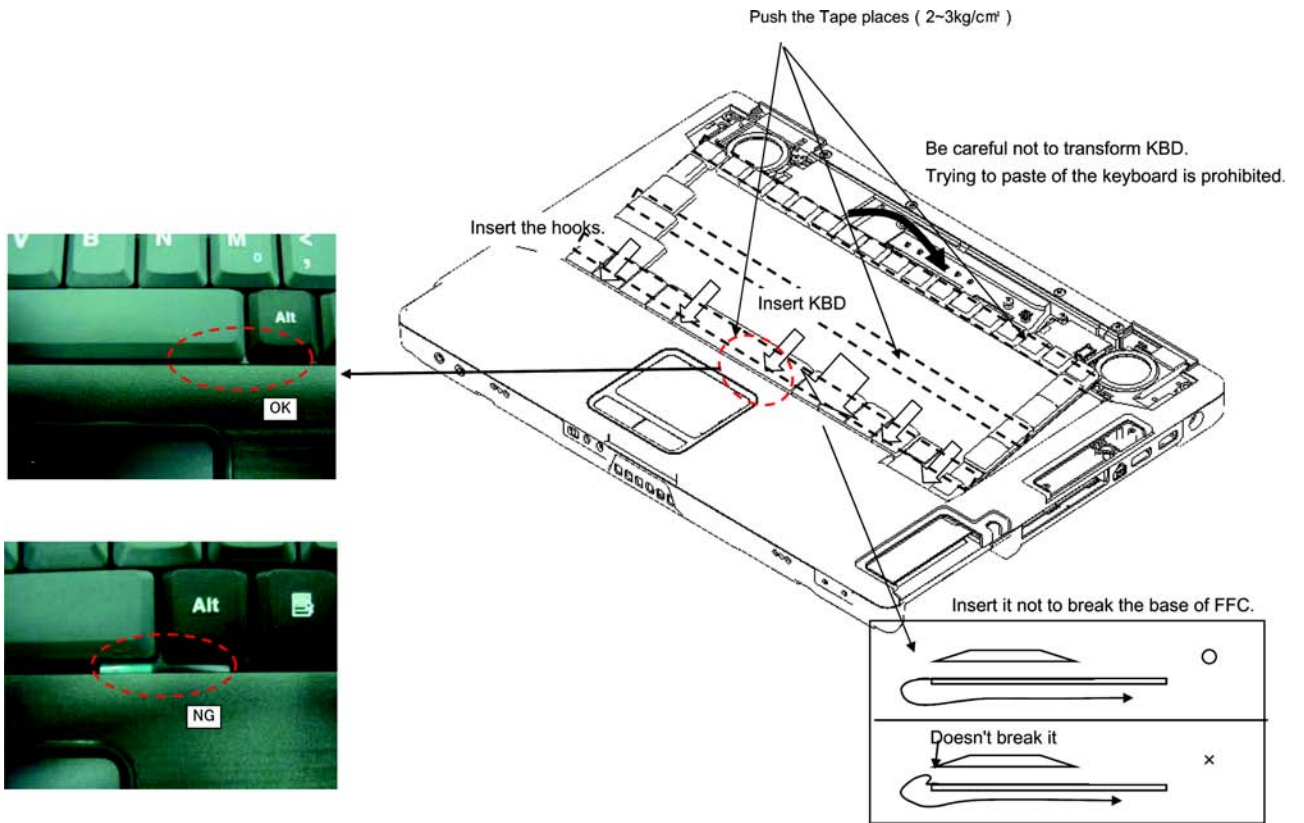 Push the Tape places ( 2~3kg/cm² )
Be careful not to transform KBD.
Trying to paste of the keyboard is prohibited.
Insert the hooks.
Insert KBD
V B N M < ,
Alt
OK
Alt
NG
Insert it not to break the base of FFC.
○
Doesn't break it
×